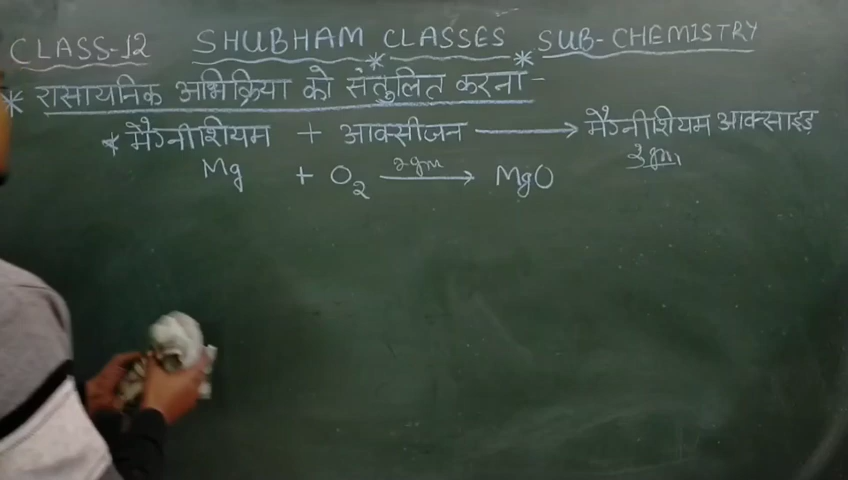 CLASS-12 SHUBHAM CLASSES SUB-CHEMISTRY
* रासायनिक अभिक्रिया को संतुलित करना -
* मैग्नीशियम + आक्सीजन → मैग्नीशियम आक्साइड
Mg + O₂ → MgO